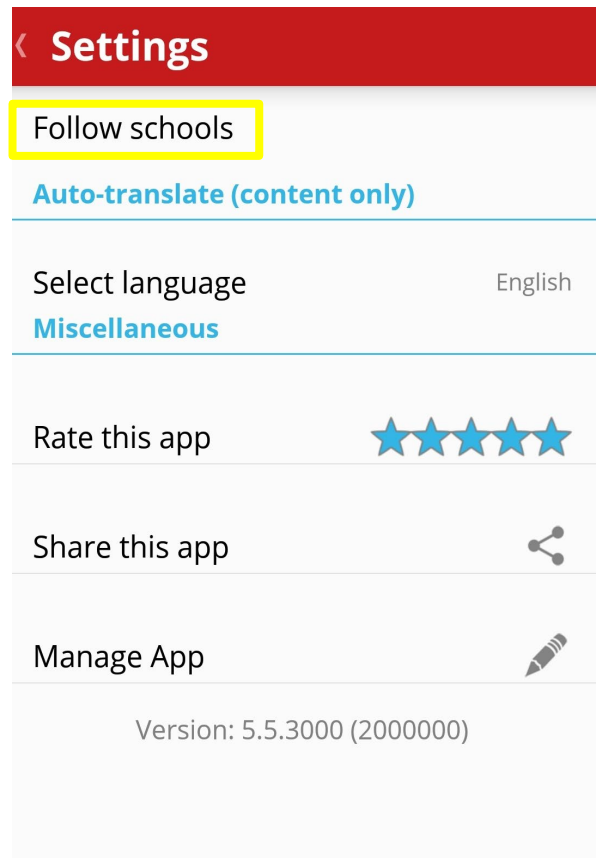 Settings
Follow schools
Auto-translate (content only)
Select language English
Miscellaneous
Rate this app
Share this app
Manage App
Version: 5.5.3000 (2000000)